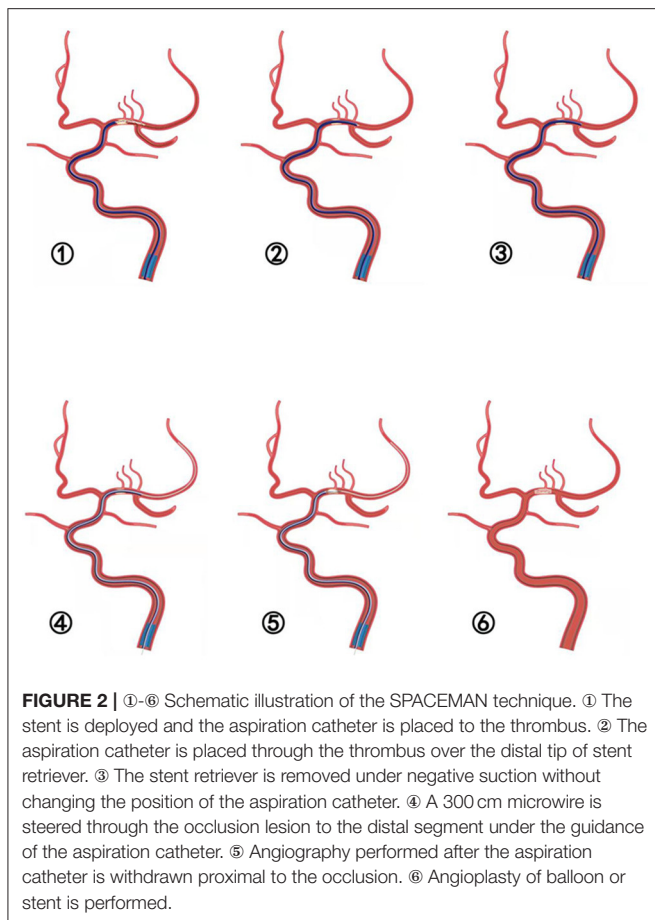 ① ② ③
④ ⑤ ⑥
FIGURE 2 | ①-⑥ Schematic illustration of the SPACEMAN technique. ① The
stent is deployed and the aspiration catheter is placed to the thrombus. ② The
aspiration catheter is placed through the thrombus over the distal tip of stent
retriever. ③ The stent retriever is removed under negative suction without
changing the position of the aspiration catheter. ④ A 300 cm microwire is
steered through the occlusion lesion to the distal segment under the guidance
of the aspiration catheter. ⑤ Angiography performed after the aspiration
catheter is withdrawn proximal to the occlusion. ⑥ Angioplasty of balloon or
stent is performed.